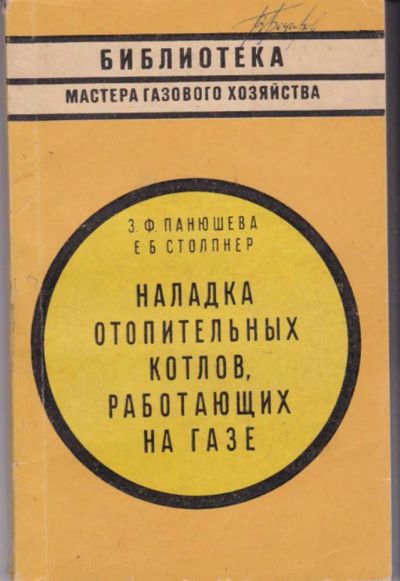 БИБЛИОТЕКА
МАСТЕРА ГАЗОВОГО ХОЗЯЙСТВА
З. Ф. ПАНЮШЕВА
Е Б СТОЛПНЕР
НАЛАДКА
ОТОПИТЕЛЬНЫХ
КОТЛОВ,
РАБОТАЮЩИХ
НА ГАЗЕ